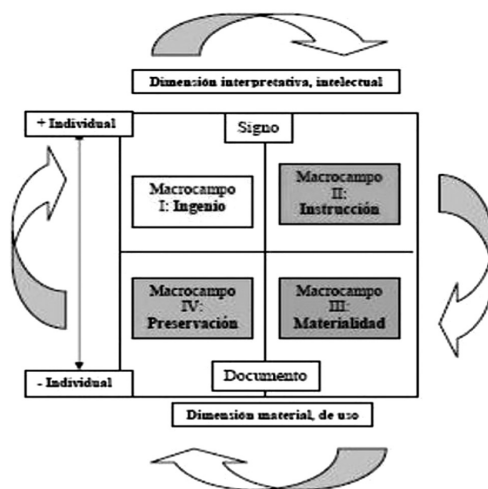 Dimensión interpretativa, intelectual
+ Individual
Signo
Macrocampo
I: Ingenio
Macrocampo
II:
Instrucción
Macrocampo
IV:
Preservación
Macrocampo
III:
Materialidad
Documento
- Individual
Dimensión material, de uso